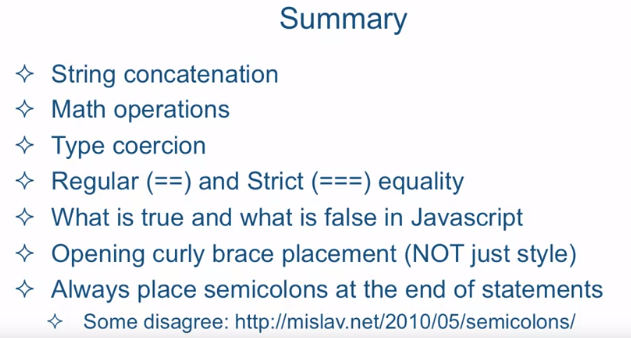 Summary
String concatenation
Math operations
Type coercion
Regular (==) and Strict (===) equality
What is true and what is false in Javascript
Opening curly brace placement (NOT just style)
Always place semicolons at the end of statements
Some disagree: http://mislav.net/2010/05/semicolons/